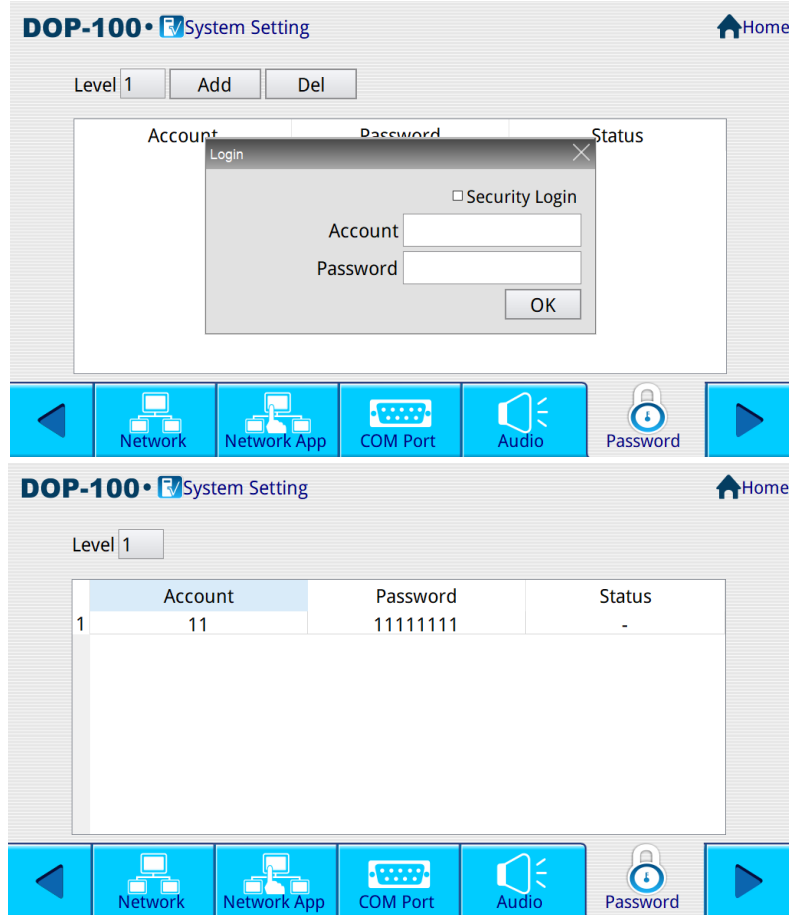 DOP-100 • System Setting Home
Level 1 Add Del
Account Password Status
Login
Security Login
Account
Password
OK
Network Network App COM Port Audio Password
DOP-100 • System Setting Home
Level 1
Account Password Status
1 11 11111111 -
Network Network App COM Port Audio Password